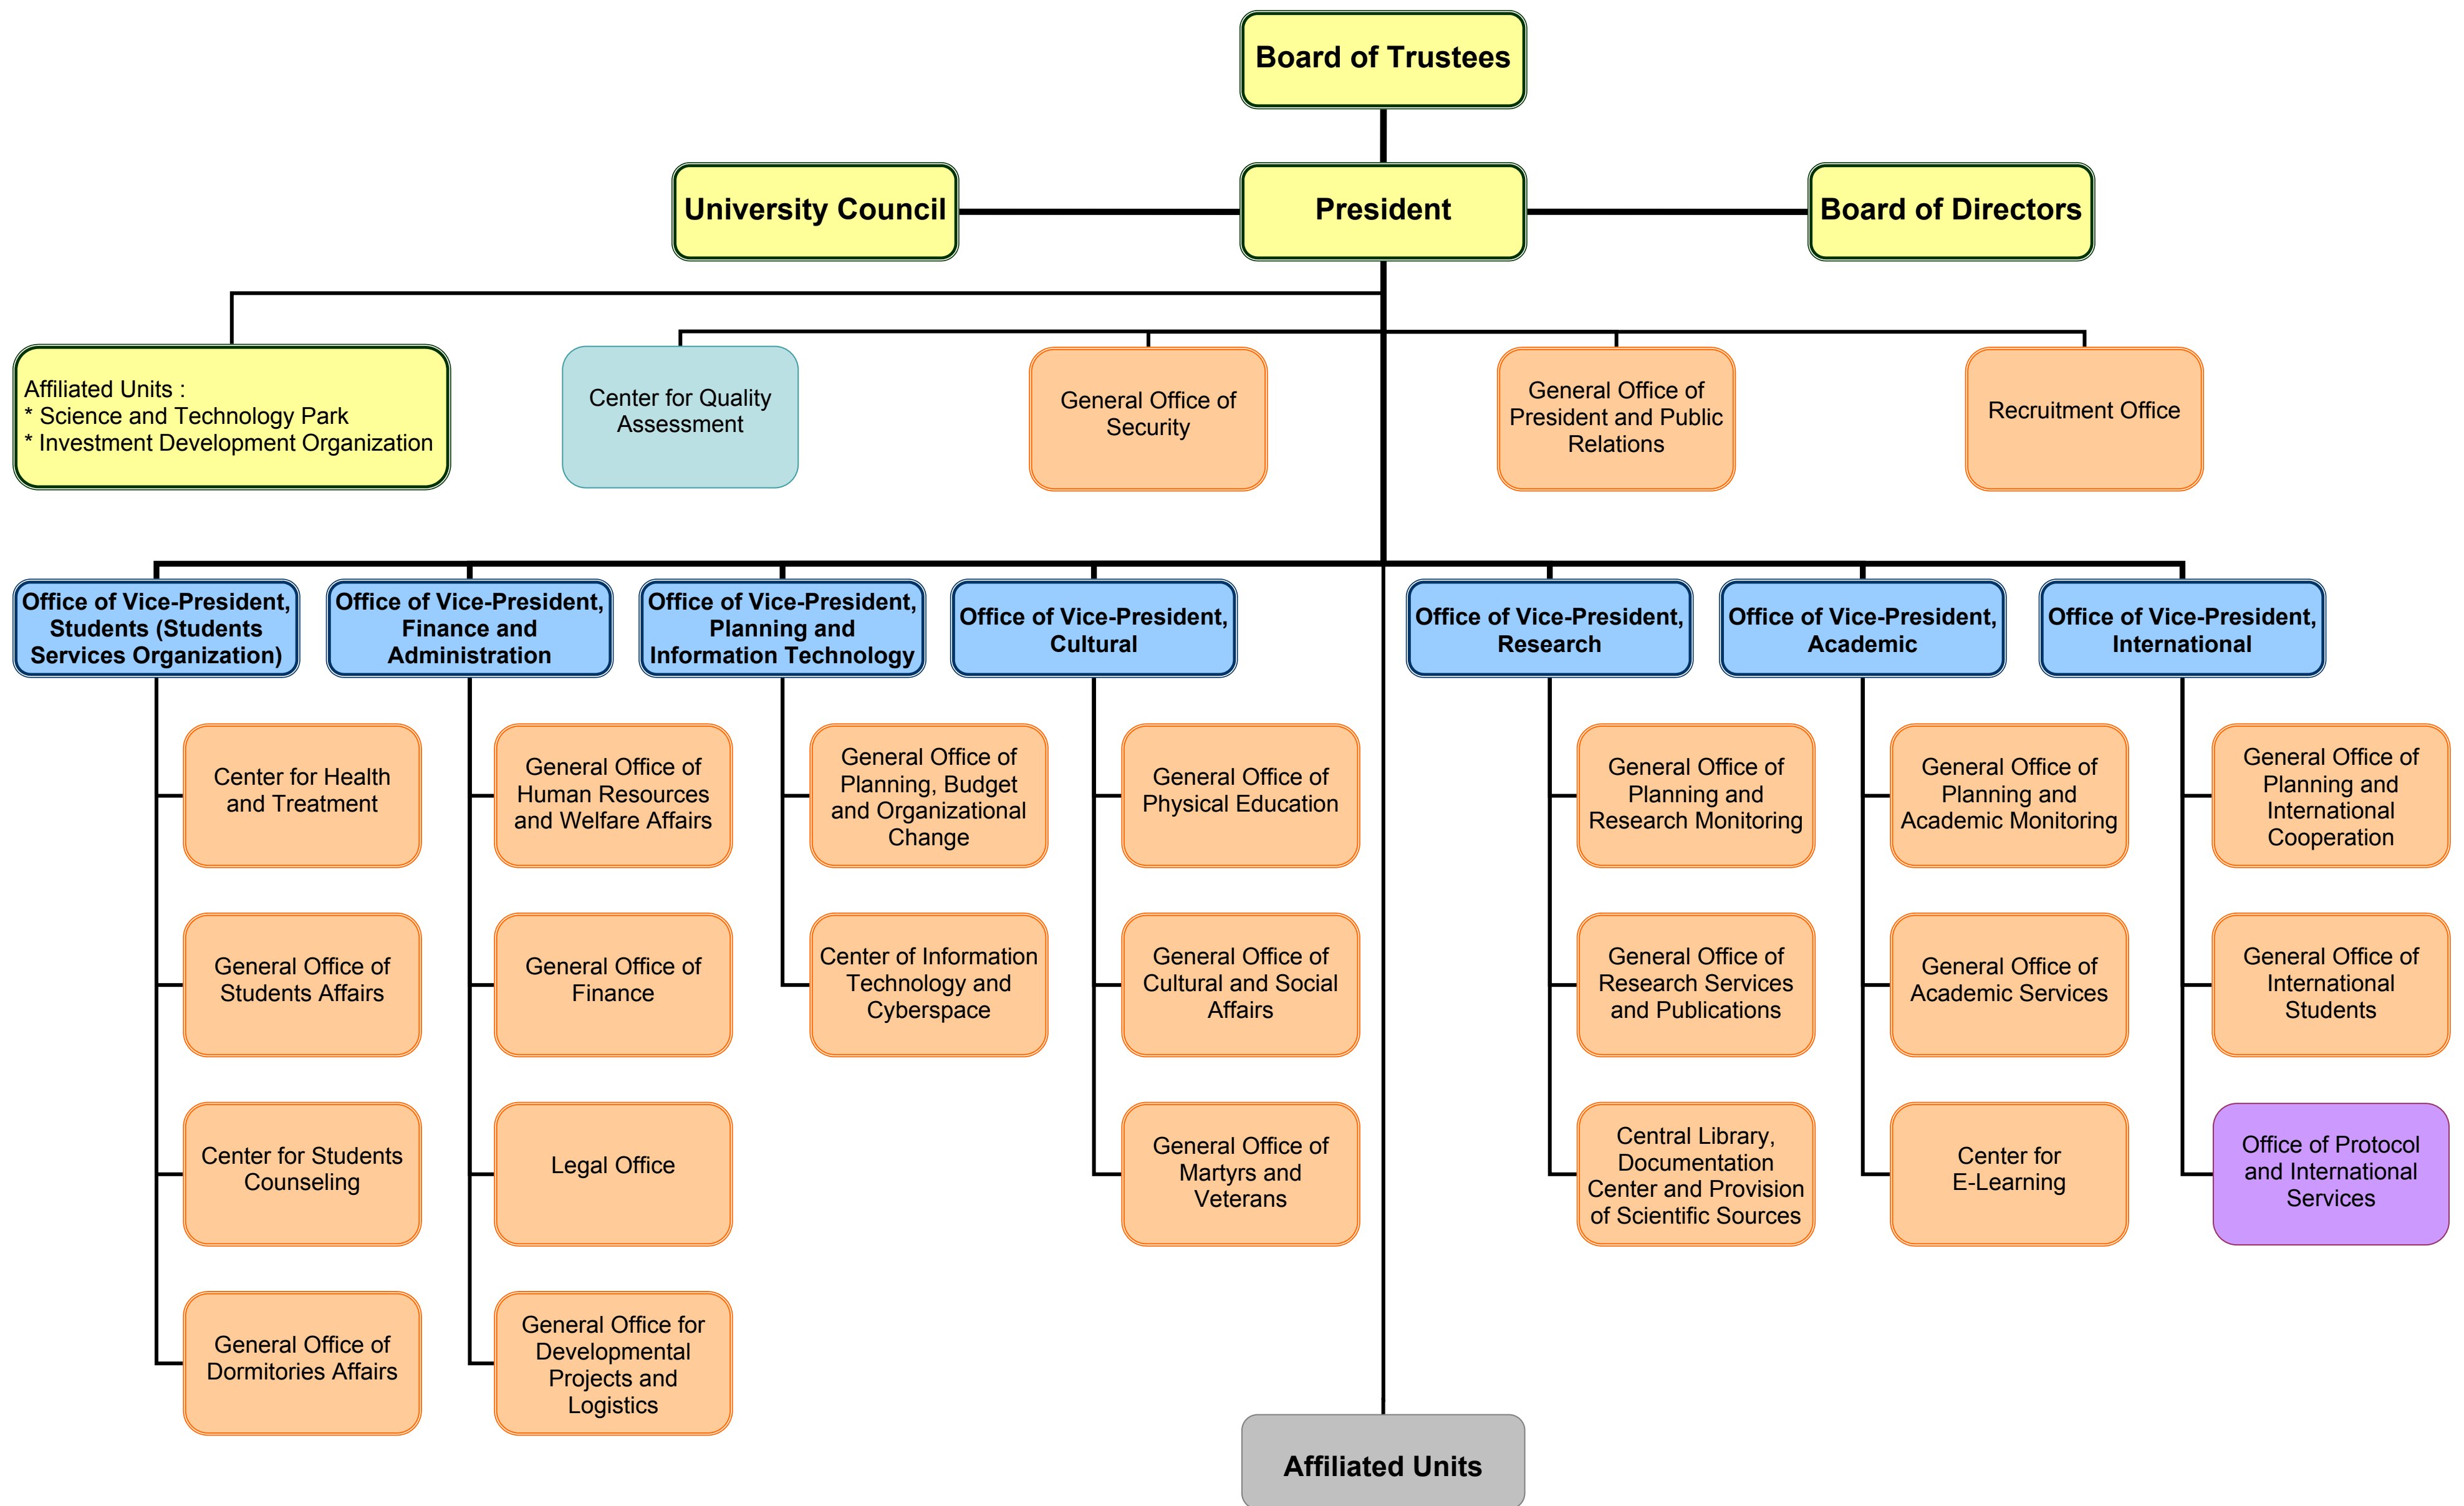 Board of Trustees
University Council
President
Board of Directors
Affiliated Units :
* Science and Technology Park
* Investment Development Organization
Center for Quality
Assessment
General Office of
Security
General Office of
President and Public
Relations
Recruitment Office
Office of Vice-President,
Students (Students
Services Organization)
Office of Vice-President,
Finance and
Administration
Office of Vice-President,
Planning and
Information Technology
Office of Vice-President,
Cultural
Office of Vice-President,
Research
Office of Vice-President,
Academic
Office of Vice-President,
International
Center for Health
and Treatment
General Office of
Human Resources
and Welfare Affairs
General Office of
Planning, Budget
and Organizational
Change
General Office of
Physical Education
General Office of
Planning and
Research Monitoring
General Office of
Planning and
Academic Monitoring
General Office of
Planning and
International
Cooperation
General Office of
Students Affairs
General Office of
Finance
Center of Information
Technology and
Cyberspace
General Office of
Cultural and Social
Affairs
General Office of
Research Services
and Publications
General Office of
Academic Services
General Office of
International
Students
Center for Students
Counseling
Legal Office
General Office of
Martyrs and
Veterans
Central Library,
Documentation
Center and Provision
of Scientific Sources
Center for
E-Learning
Office of Protocol
and International
Services
General Office of
Dormitories Affairs
General Office for
Developmental
Projects and
Logistics
Affiliated Units